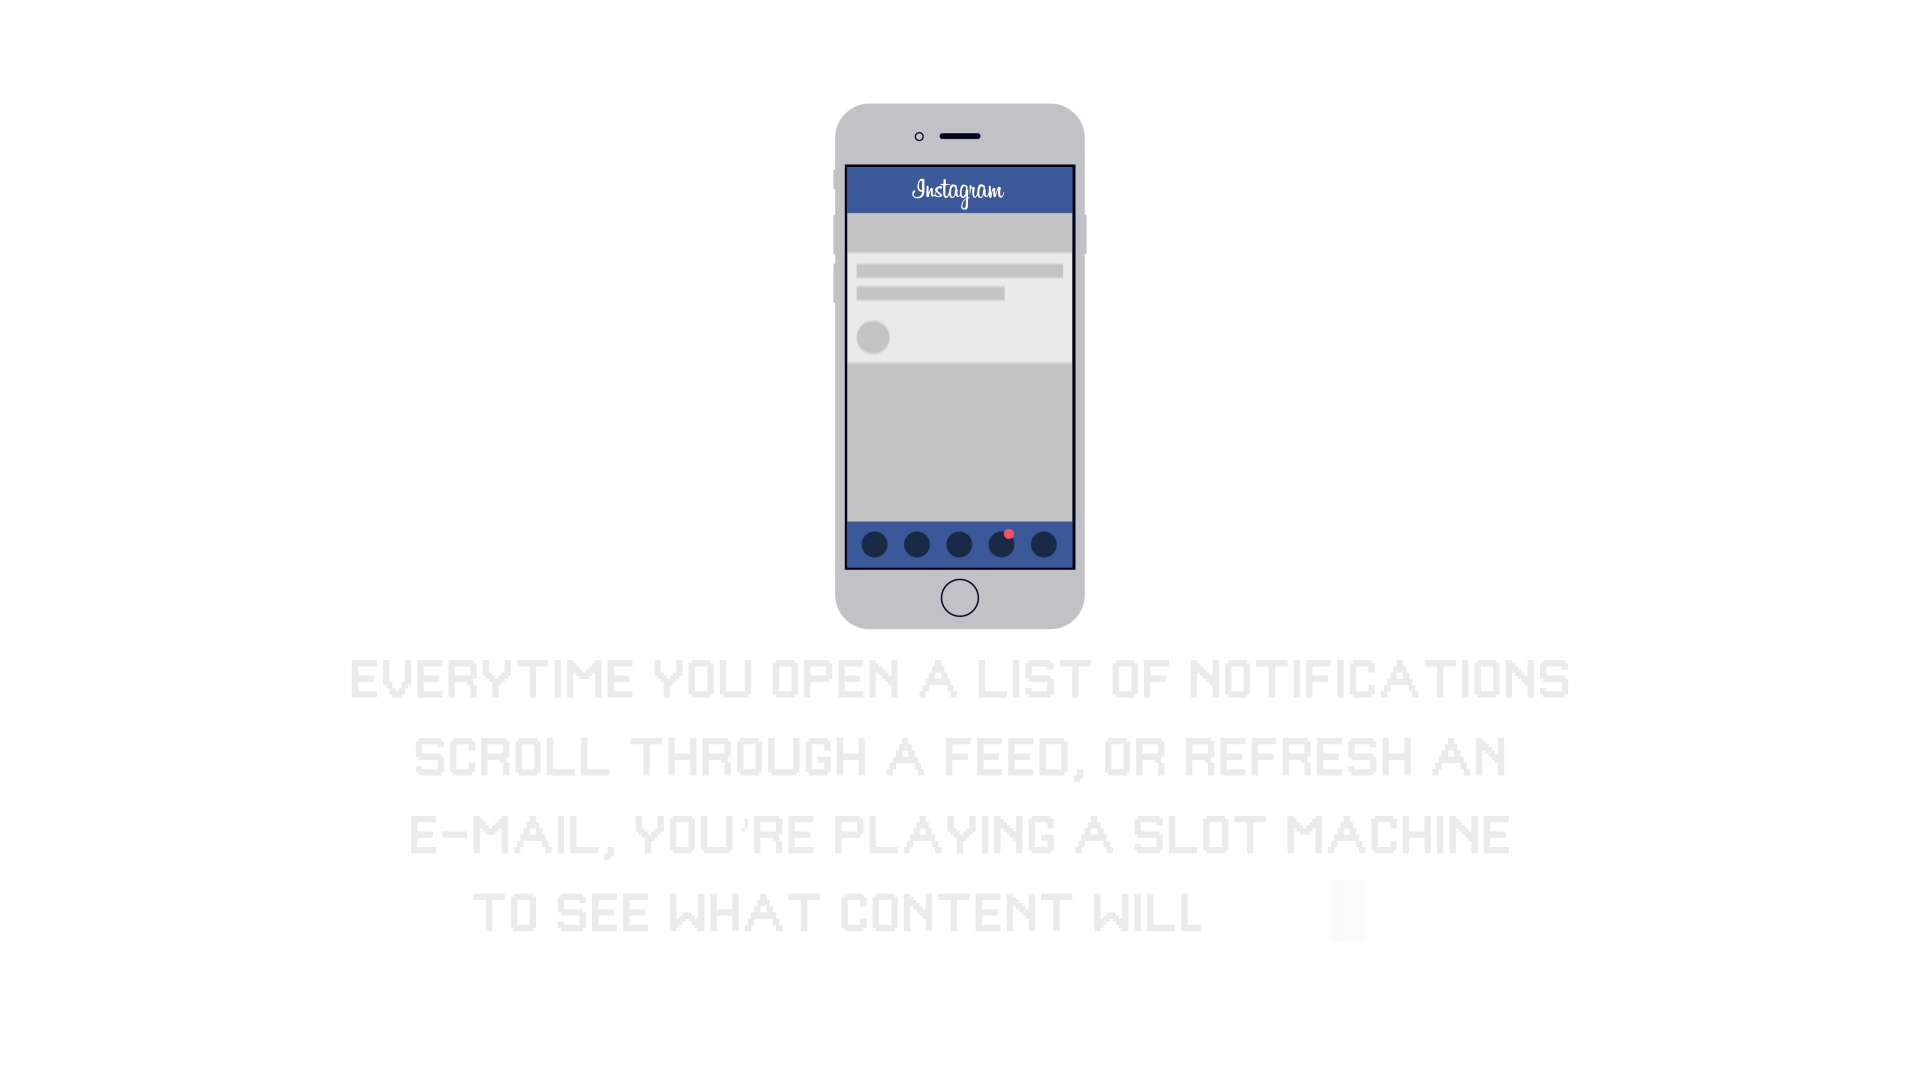 Instagram
EVERYTIME YOU OPEN A LIST OF NOTIFICATIONS
SCROLL THROUGH A FEED, OR REFRESH AN
E-MAIL, YOU'RE PLAYING A SLOT MACHINE
TO SEE WHAT CONTENT WILL